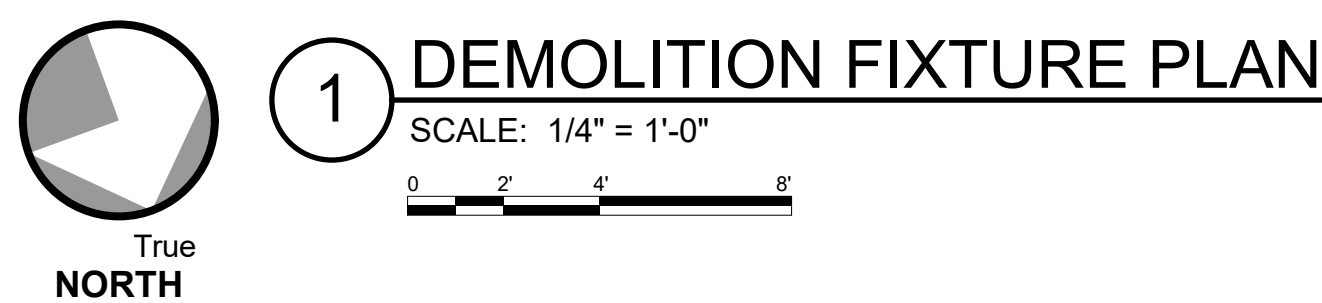 1
DEMOLITION FIXTURE PLAN
SCALE: 1/4" = 1'-0"
0 2' 4' 8'
True
NORTH